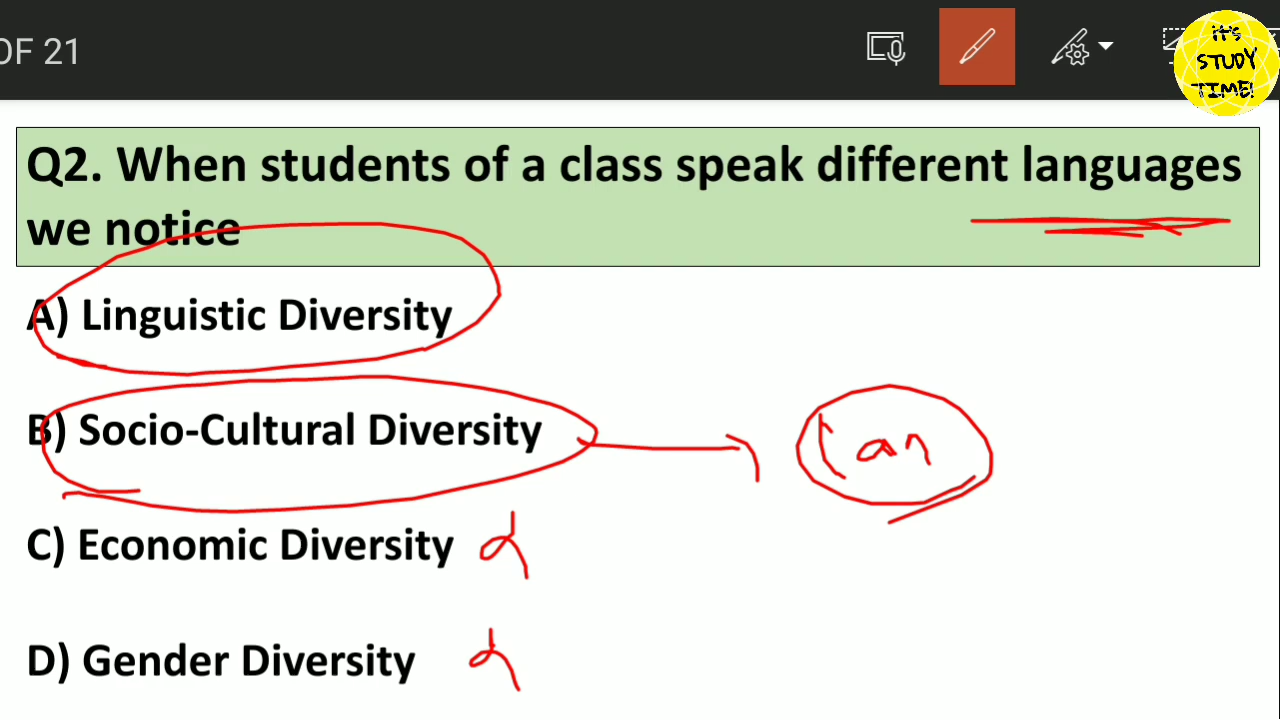 OF 21
IT'S
STUDY
TIME!
Q2. When students of a class speak different languages
we notice
A) Linguistic Diversity
B) Socio-Cultural Diversity
lan
C) Economic Diversity
D) Gender Diversity